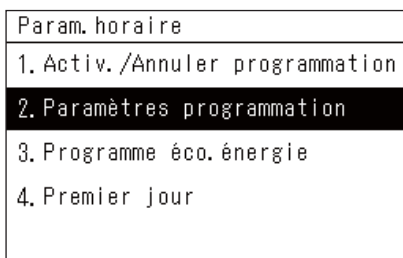 Param. horaire
1. Activ./Annuler programmation
2. Paramètres programmation
3. Programme éco. énergie
4. Premier jour